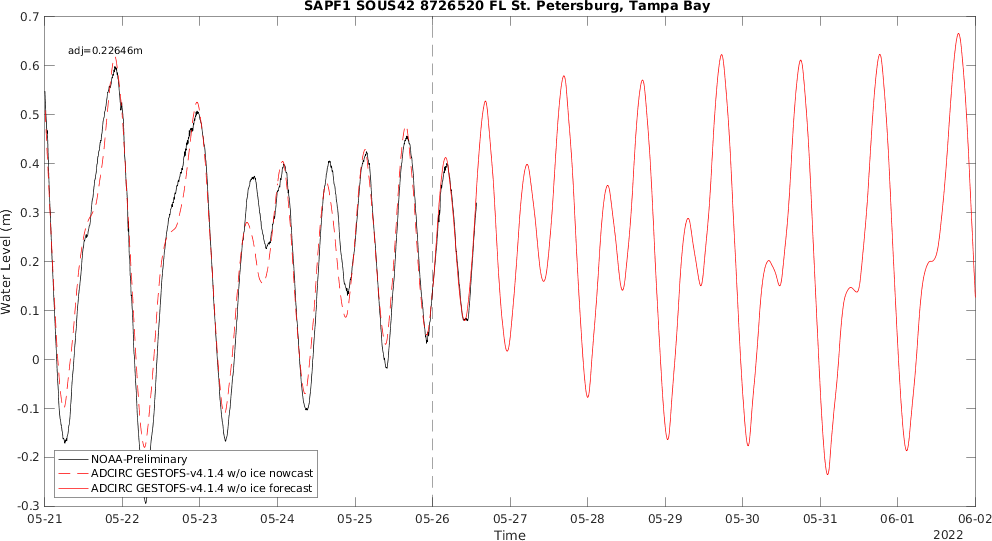 SAPF1 SOUS42 8726520 FL St. Petersburg, Tampa Bay
adj=0.22646m
Water Level (m)
0.7
0.6
0.5
0.4
0.3
0.2
0.1
0
-0.1
-0.2
-0.3
NOAA-Preliminary
ADCIRC GESTOFS-v4.1.4 w/o ice nowcast
ADCIRC GESTOFS-v4.1.4 w/o ice forecast
05-21 05-22 05-23 05-24 05-25 05-26 05-27 05-28 05-29 05-30 05-31 06-01 06-02
Time
2022